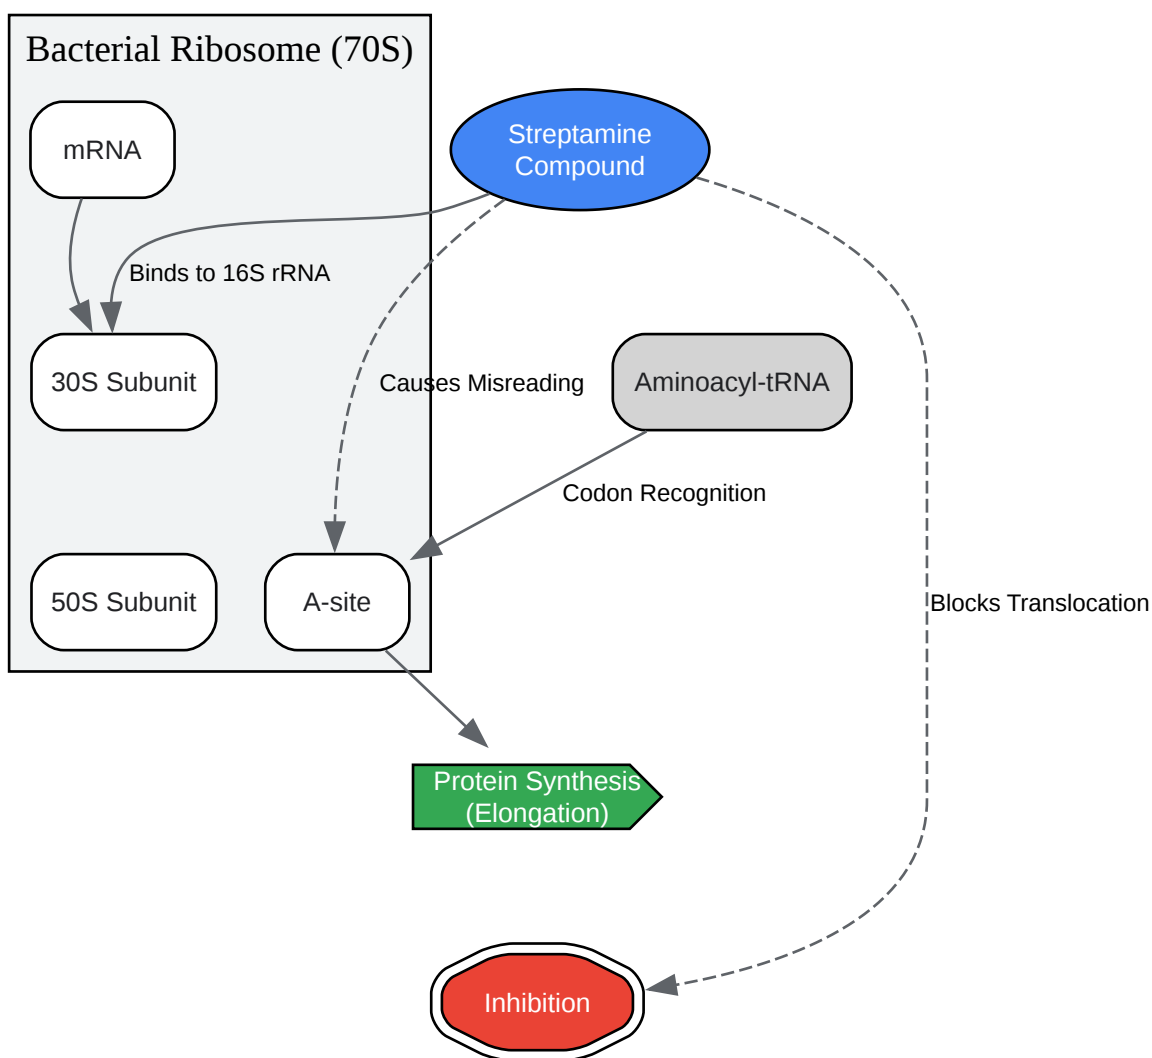 Bacterial Ribosome (70S)
mRNA
Streptamine
Compound
Binds to 16S rRNA
30S Subunit
Causes Misreading
Aminoacyl-tRNA
Codon Recognition
50S Subunit
A-site
Blocks Translocation
Protein Synthesis
(Elongation)
Inhibition